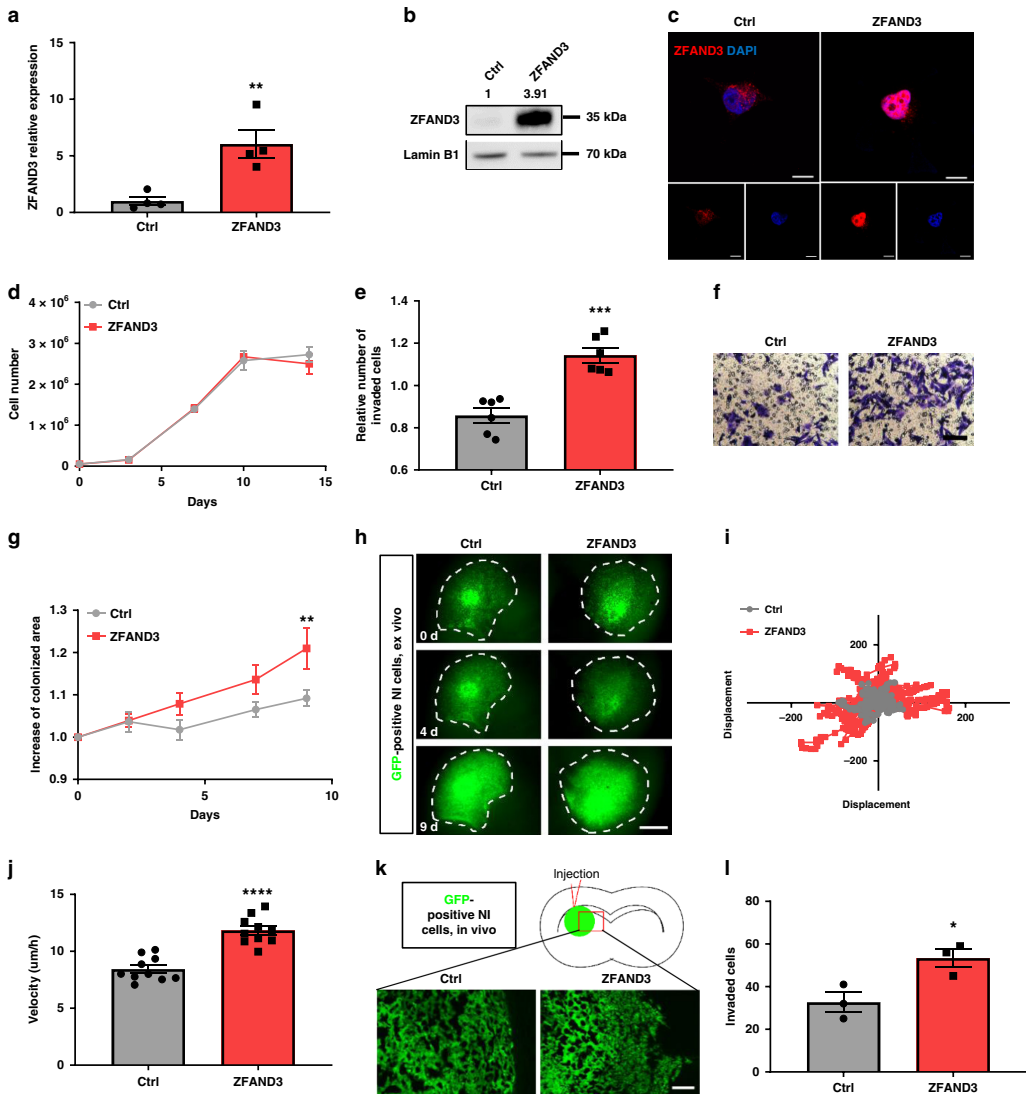 a
ZFAND3 relative expression
15
10
5
0
**
Ctrl
ZFAND3
b
Ctrl
ZFAND3
1
3.91
ZFAND3
35 kDa
Lamin B1
70 kDa
c
Ctrl
ZFAND3
ZFAND3 DAPI
d
Cell number
4 × 10⁶
3 × 10⁶
2 × 10⁶
1 × 10⁶
0
Ctrl
ZFAND3
0
5
10
15
Days
e
Relative number of
invaded cells
1.4
1.2
1.0
0.8
0.6
***
Ctrl
ZFAND3
f
Ctrl
ZFAND3
g
Increase of colonized area
1.3
1.2
1.1
1.0
0.9
Ctrl
ZFAND3
**
0
5
10
Days
h
Ctrl
ZFAND3
GFP-positive NI cells, ex vivo
0 d
4 d
9 d
i
Ctrl
ZFAND3
200
−200
200
−200
Displacement
Displacement
j
Velocity (um/h)
15
10
5
0
****
Ctrl
ZFAND3
k
GFP-
positive NI
cells, in vivo
Injection
Ctrl
ZFAND3
l
Invaded cells
80
60
40
20
0
*
Ctrl
ZFAND3